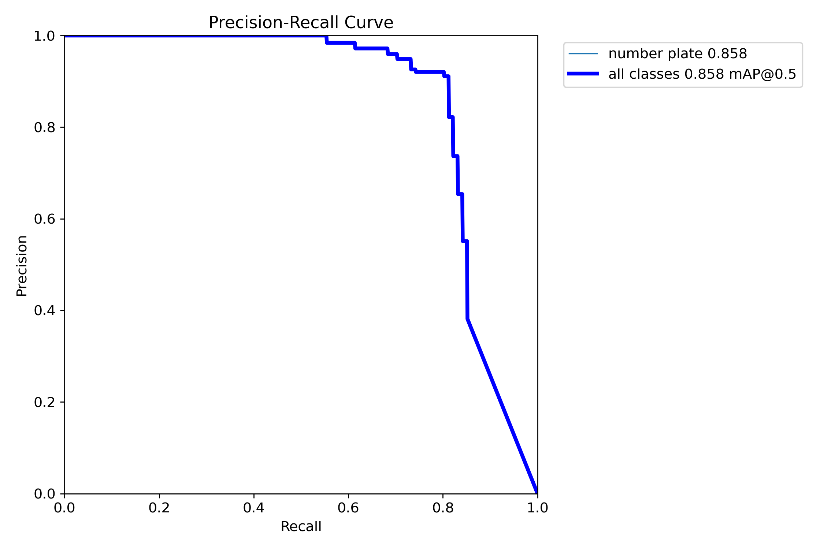 Precision-Recall Curve
number plate 0.858
all classes 0.858 mAP@0.5
1.0
0.8
0.6
0.4
0.2
0.0
Precision
0.0 0.2 0.4 0.6 0.8 1.0
Recall